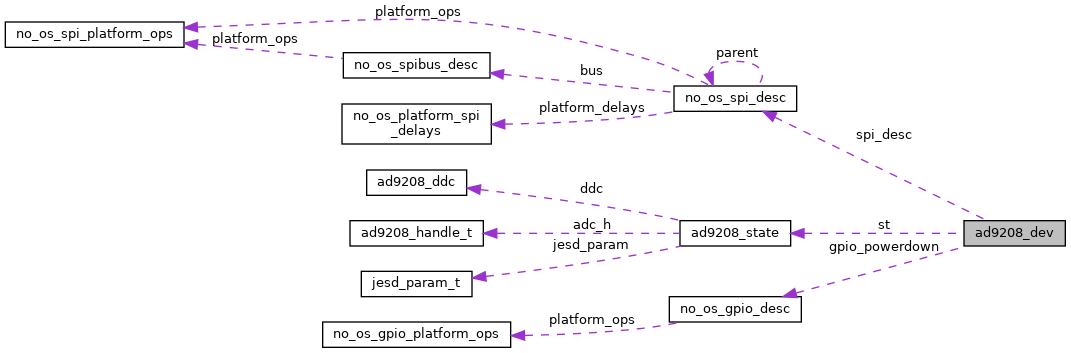 platform_ops
no_os_spi_platform_ops
platform_ops
parent
no_os_spibus_desc
bus
no_os_spi_desc
platform_delays
no_os_platform_spi
_delays
spi_desc
ad9208_ddc
ddc
adc_h
st
ad9208_handle_t
ad9208_state
ad9208_dev
jesd_param
gpio_powerdown
jesd_param_t
no_os_gpio_desc
platform_ops
no_os_gpio_platform_ops